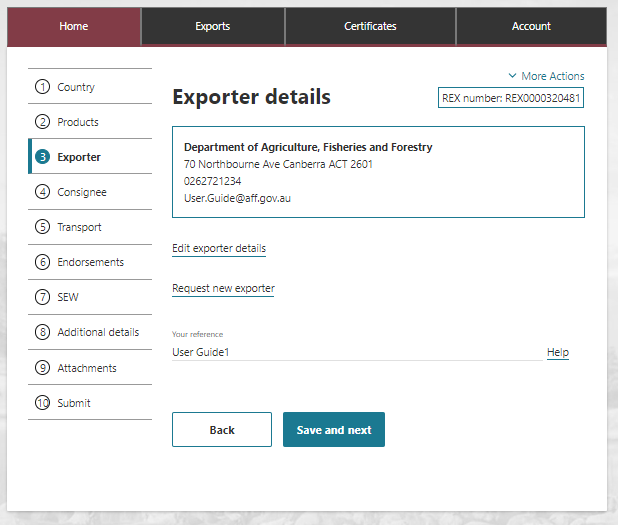 Home
Exports
Certificates
Account
1 Country
2 Products
3 Exporter
4 Consignee
5 Transport
6 Endorsements
7 SEW
8 Additional details
9 Attachments
10 Submit
More Actions
Exporter details
REX number: REX0000320481
Department of Agriculture, Fisheries and Forestry
70 Northbourne Ave Canberra ACT 2601
0262721234
User.Guide@aff.gov.au
Edit exporter details
Request new exporter
Your reference
User Guide1
Help
Back
Save and next